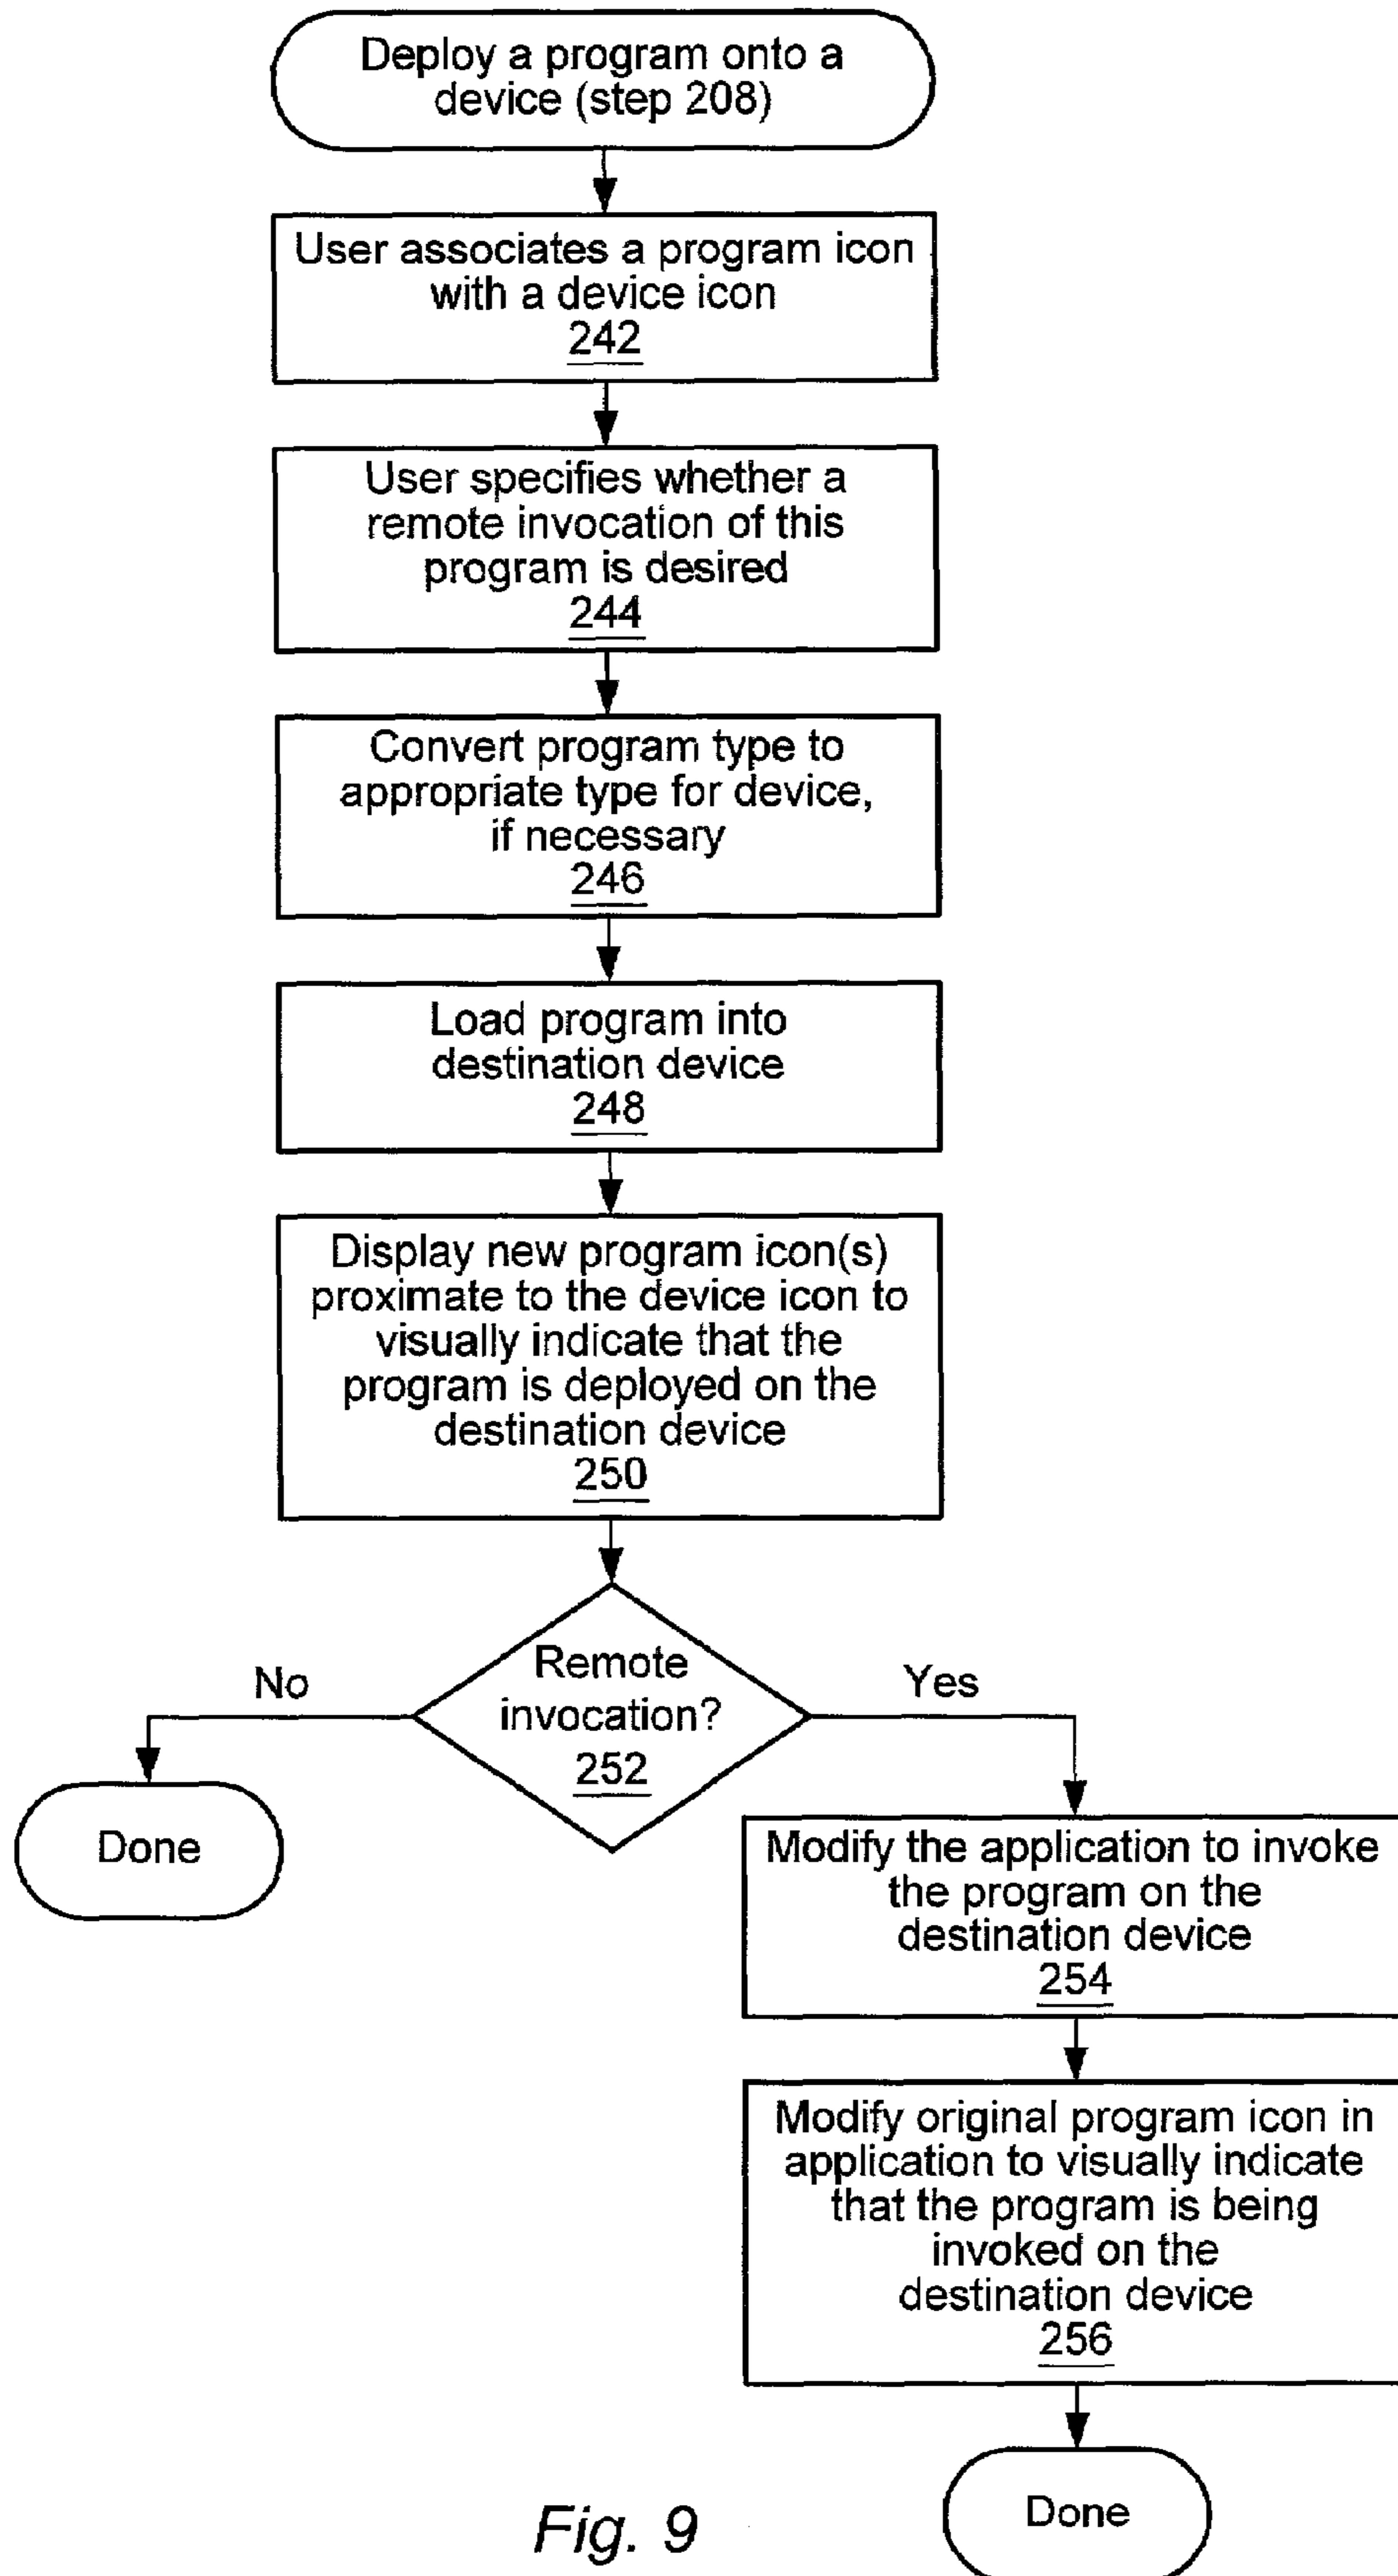 Deploy a program onto a
device (step 208)
User associates a program icon
with a device icon
242
User specifies whether a
remote invocation of this
program is desired
244
Convert program type to
appropriate type for device,
if necessary
246
Load program into
destination device
248
Display new program icon(s)
proximate to the device icon to
visually indicate that the
program is deployed on the
destination device
250
Remote
invocation?
252
No
Yes
Done
Modify the application to invoke
the program on the
destination device
254
Modify original program icon in
application to visually indicate
that the program is being
invoked on the
destination device
256
Done
Fig. 9